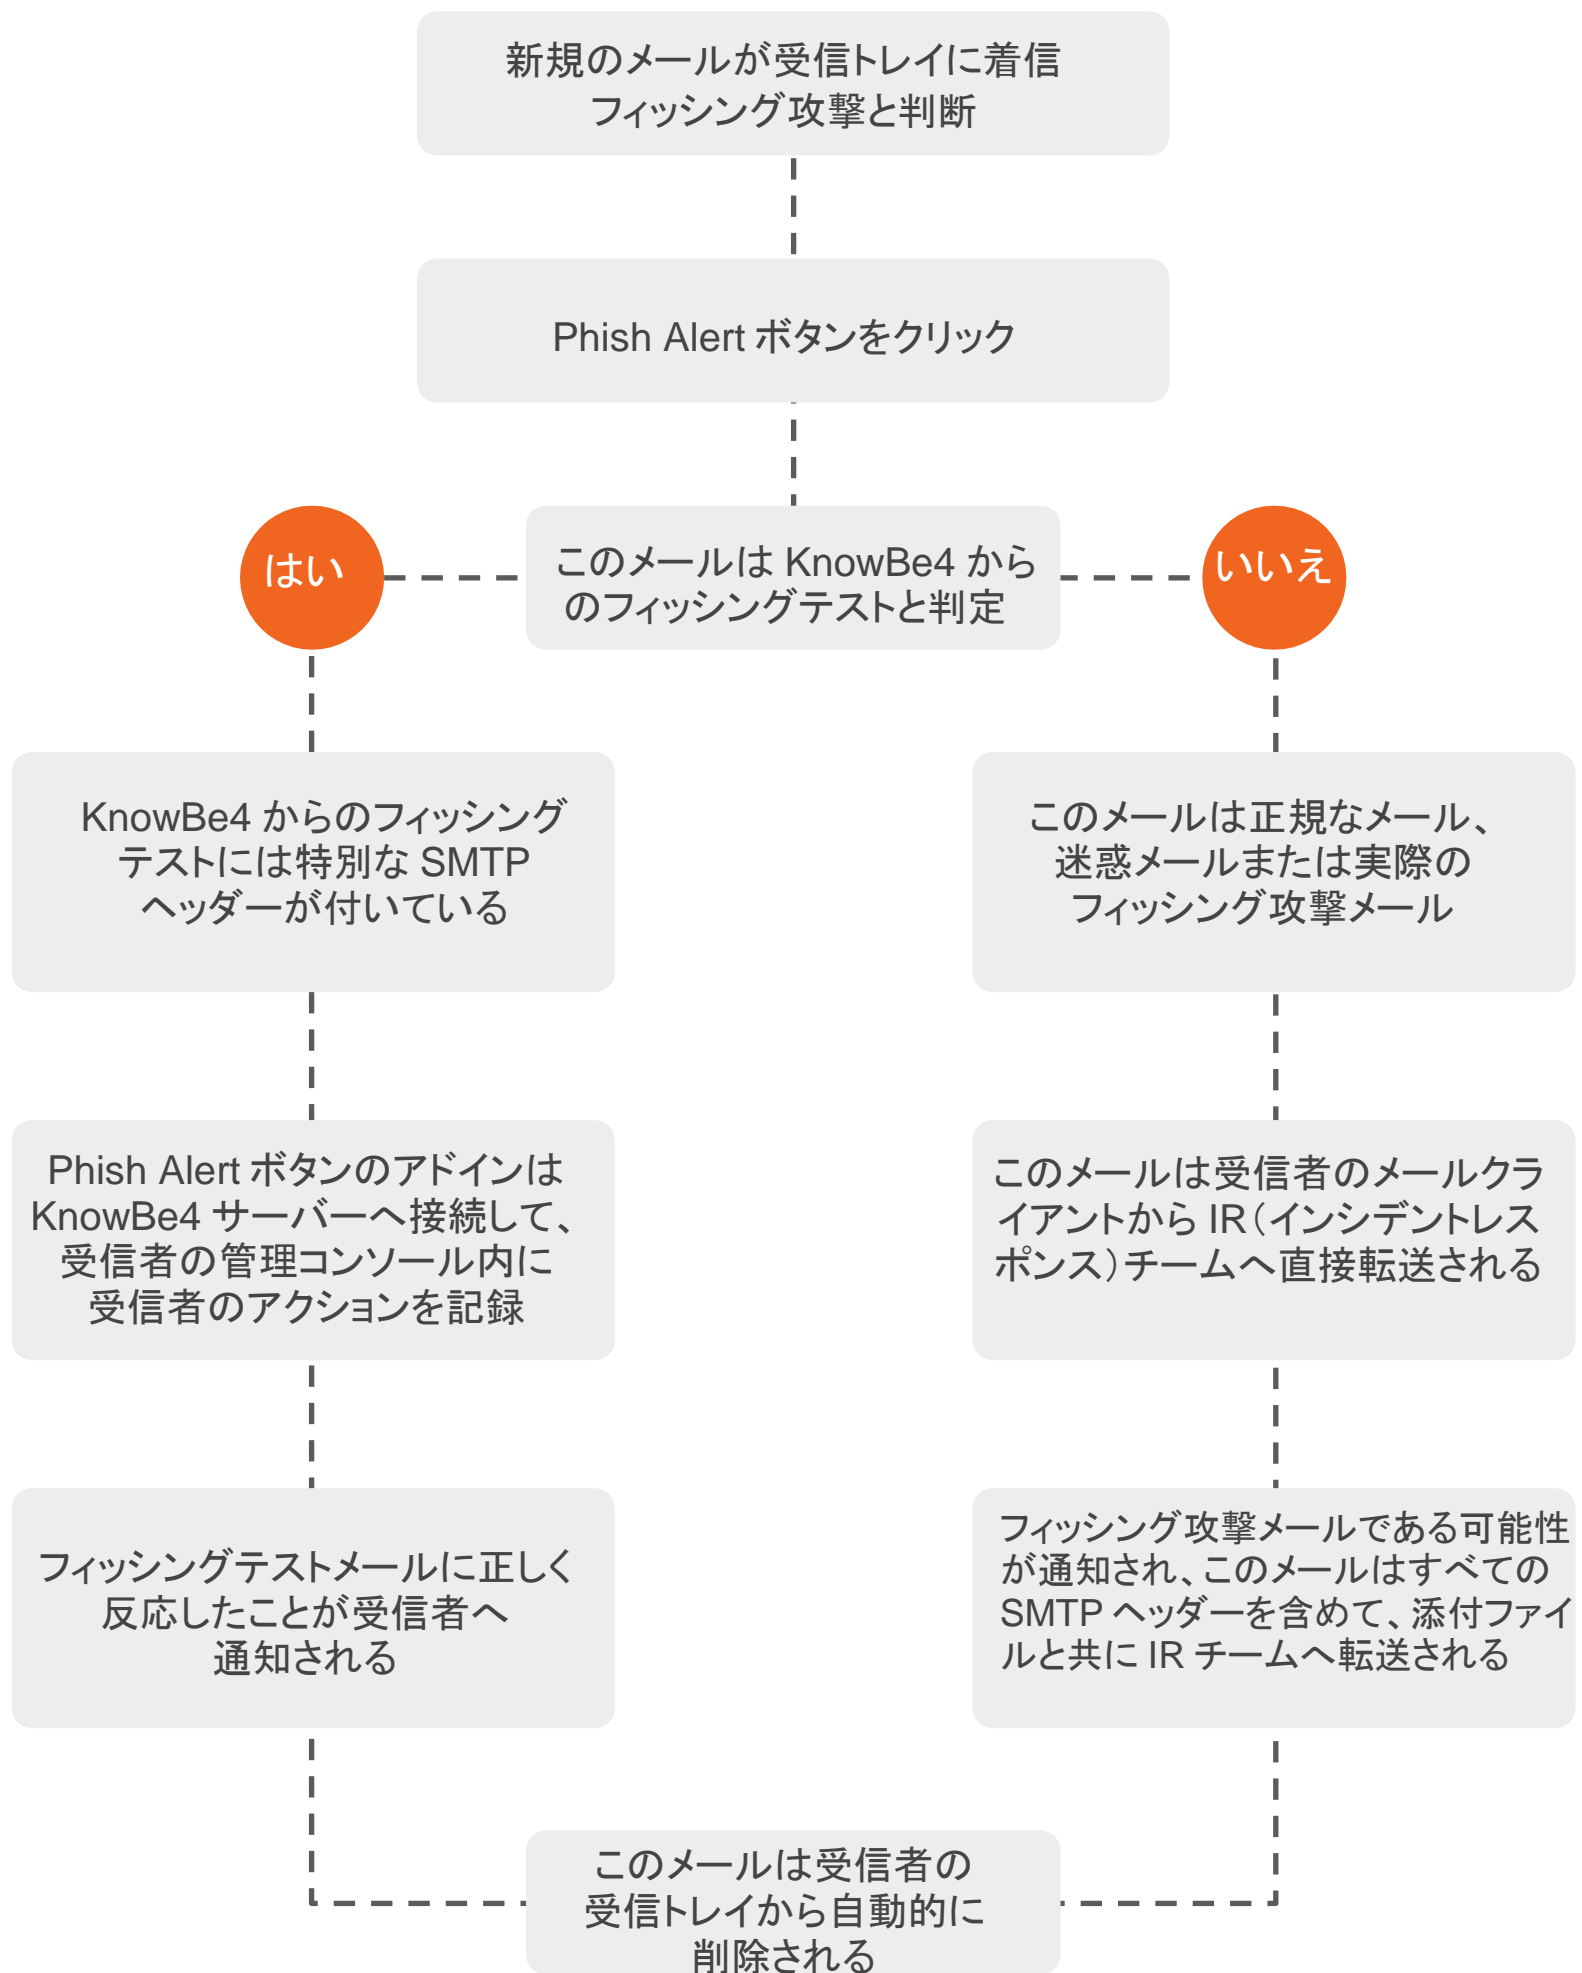 新規のメールが受信トレイに着信
フィッシング攻撃と判断
Phish Alert ボタンをクリック
はい
このメールは KnowBe4 から
のフィッシングテストと判定
いいえ
KnowBe4 からのフィッシング
テストには特別な SMTP
ヘッダーが付いている
このメールは正規なメール、
迷惑メールまたは実際の
フィッシング攻撃メール
Phish Alert ボタンのアドインは
KnowBe4 サーバーへ接続して、
受信者の管理コンソール内に
受信者のアクションを記録
このメールは受信者のメールクラ
イアントから IR（インシデントレス
ポンス）チームへ直接転送される
フィッシングテストメールに正しく
反応したことが受信者へ
通知される
フィッシング攻撃メールである可能性
が通知され、このメールはすべての
SMTP ヘッダーを含めて、添付ファイ
ルと共に IR チームへ転送される
このメールは受信者の
受信トレイから自動的に
削除される